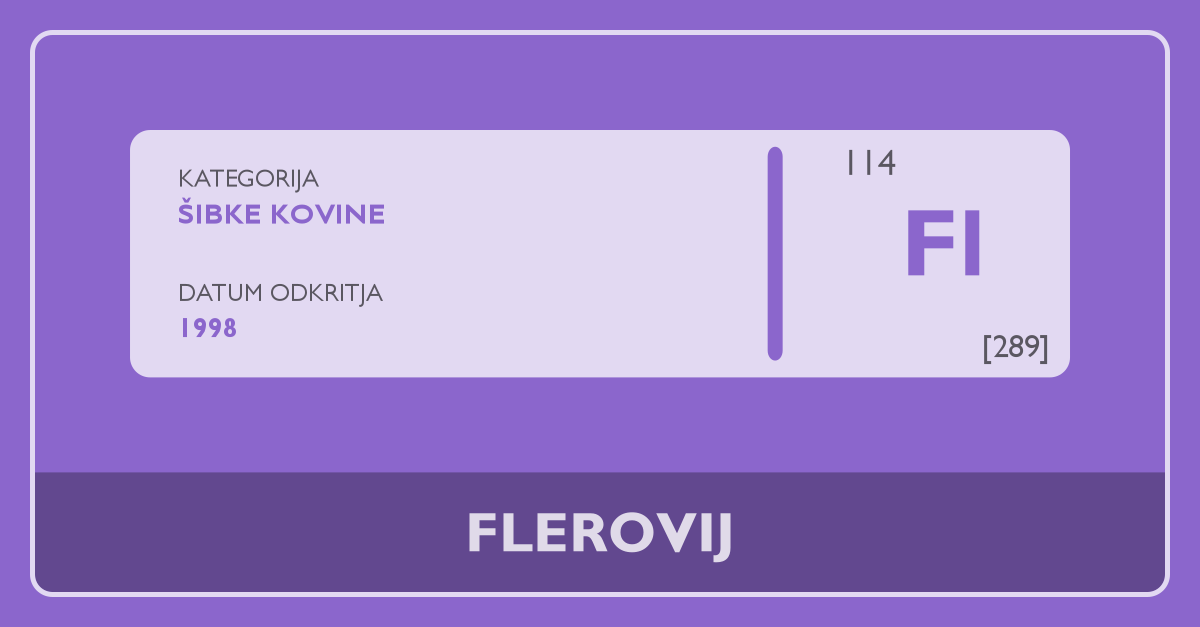 KATEGORIJA
ŠIBKE KOVINE
DATUM ODKRITJA
1998
114
Fl
[289]
FLEROVIJ